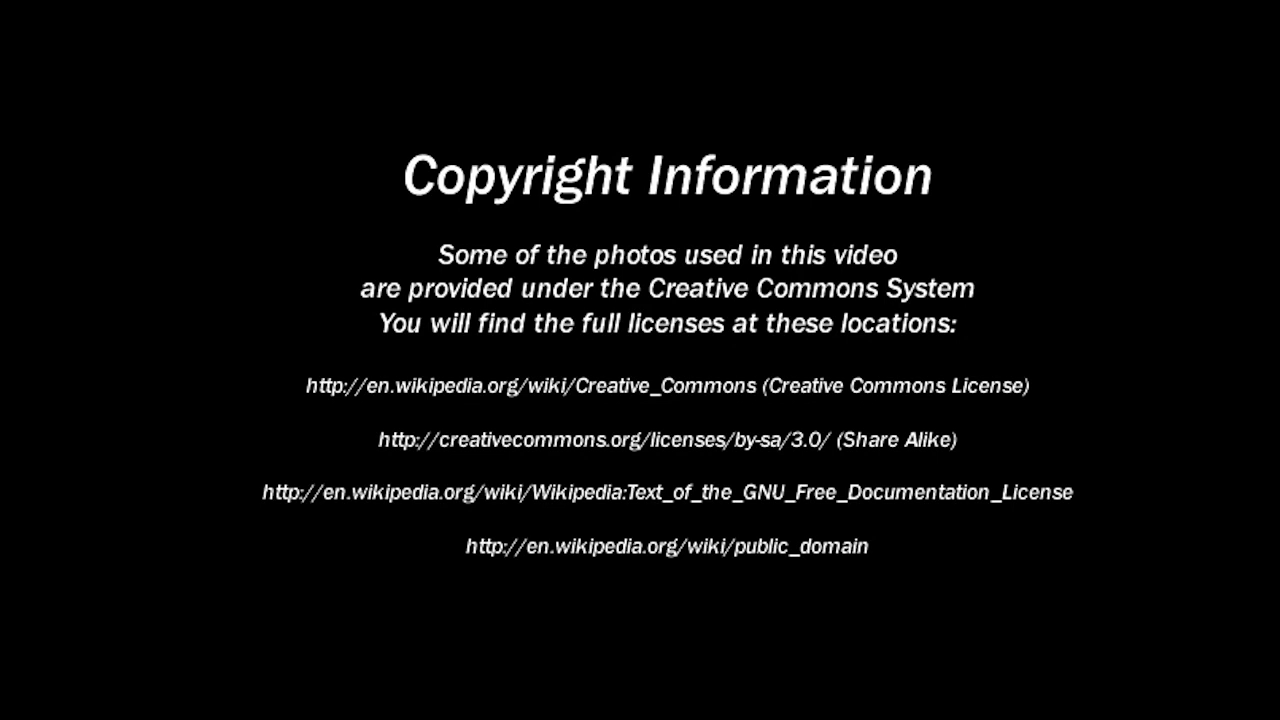 Copyright Information
Some of the photos used in this video
are provided under the Creative Commons System
You will find the full licenses at these locations:
http://en.wikipedia.org/wiki/Creative_Commons (Creative Commons License)
http://creativecommons.org/licenses/by-sa/3.0/ (Share Alike)
http://en.wikipedia.org/wiki/Wikipedia:Text_of_the_GNU_Free_Documentation_License
http://en.wikipedia.org/wiki/public_domain